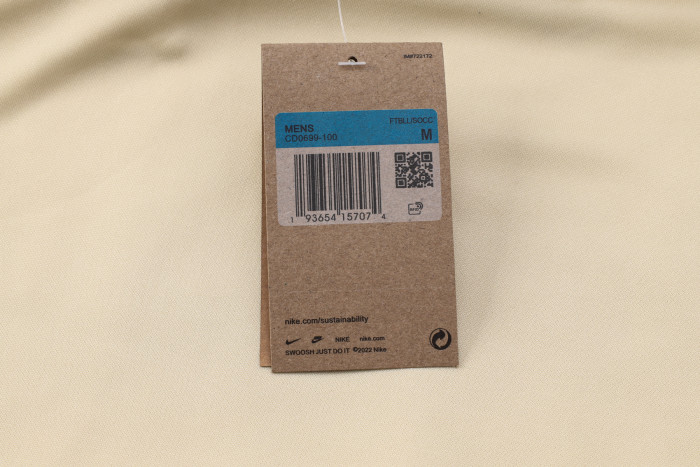 MENS
FTBLL/SOCC
CD0699-100
M
1 93654 15707 4
nike.com/sustainability
NIKE nike.com
SWOOSH JUST DO IT ©2022 Nike